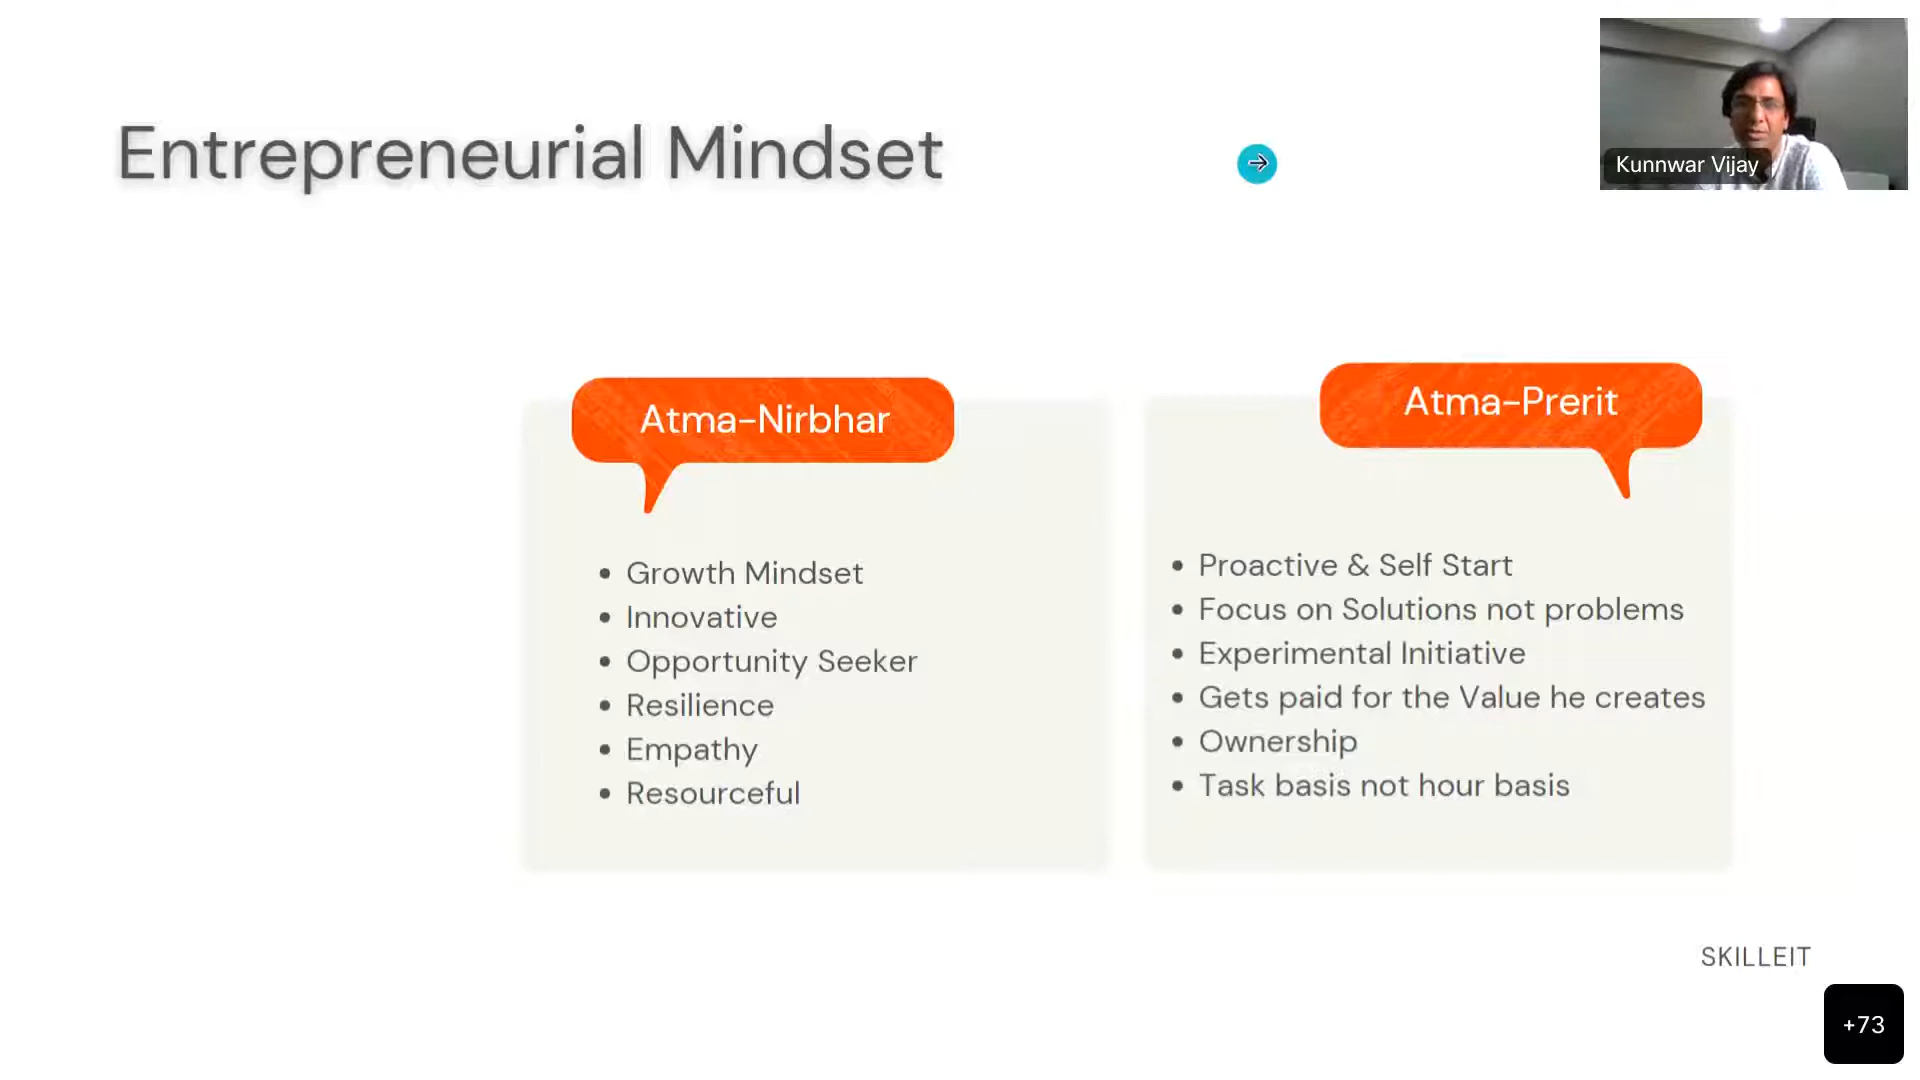 Entrepreneurial Mindset
Kunnwar Vijay
Atma-Nirbhar
• Growth Mindset
• Innovative
• Opportunity Seeker
• Resilience
• Empathy
• Resourceful
Atma-Prerit
• Proactive & Self Start
• Focus on Solutions not problems
• Experimental Initiative
• Gets paid for the Value he creates
• Ownership
• Task basis not hour basis
SKILLEIT
+73